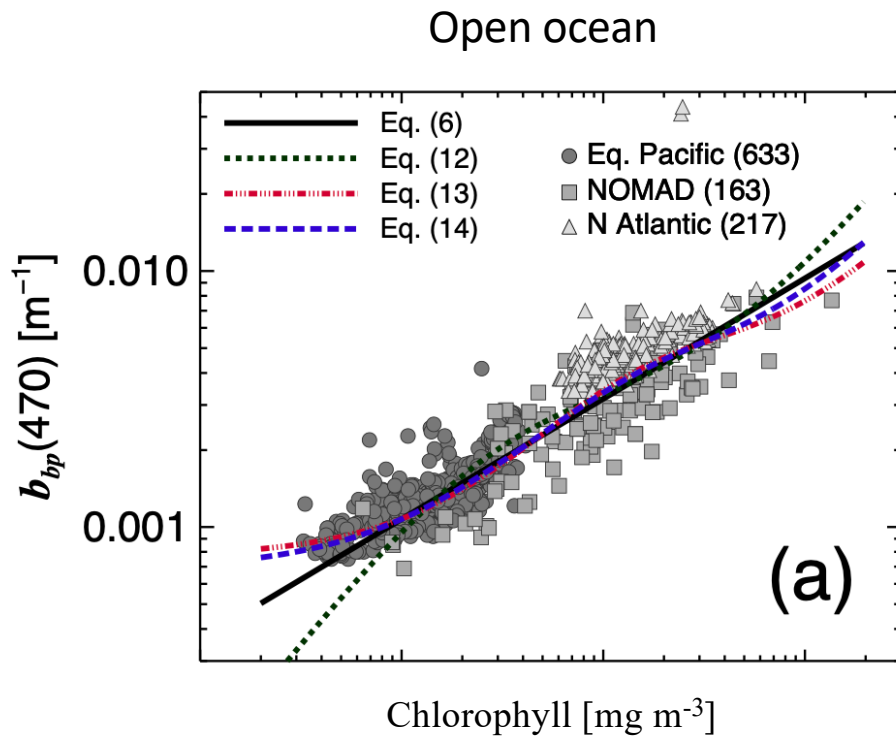 Open ocean
Eq. (6)
Eq. (12)
Eq. (13)
Eq. (14)
Eq. Pacific (633)
NOMAD (163)
N Atlantic (217)
0.010
0.001
b_bp(470) [m⁻¹]
(a)
Chlorophyll [mg m⁻³]